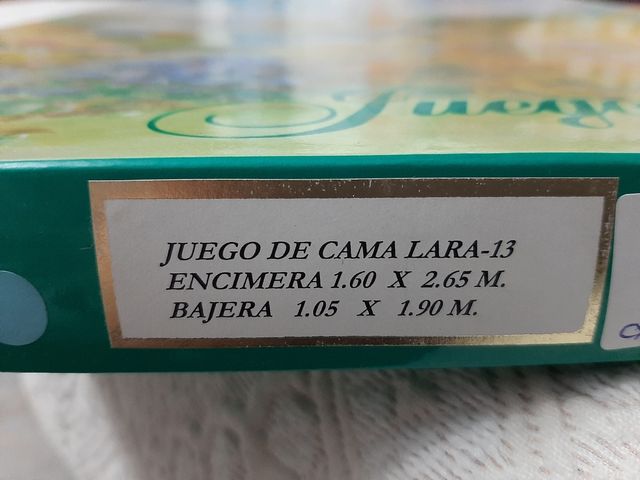 JUEGO DE CAMA LARA-13
ENCIMERA 1.60 X 2.65 M.
BAJERA 1.05 X 1.90 M.